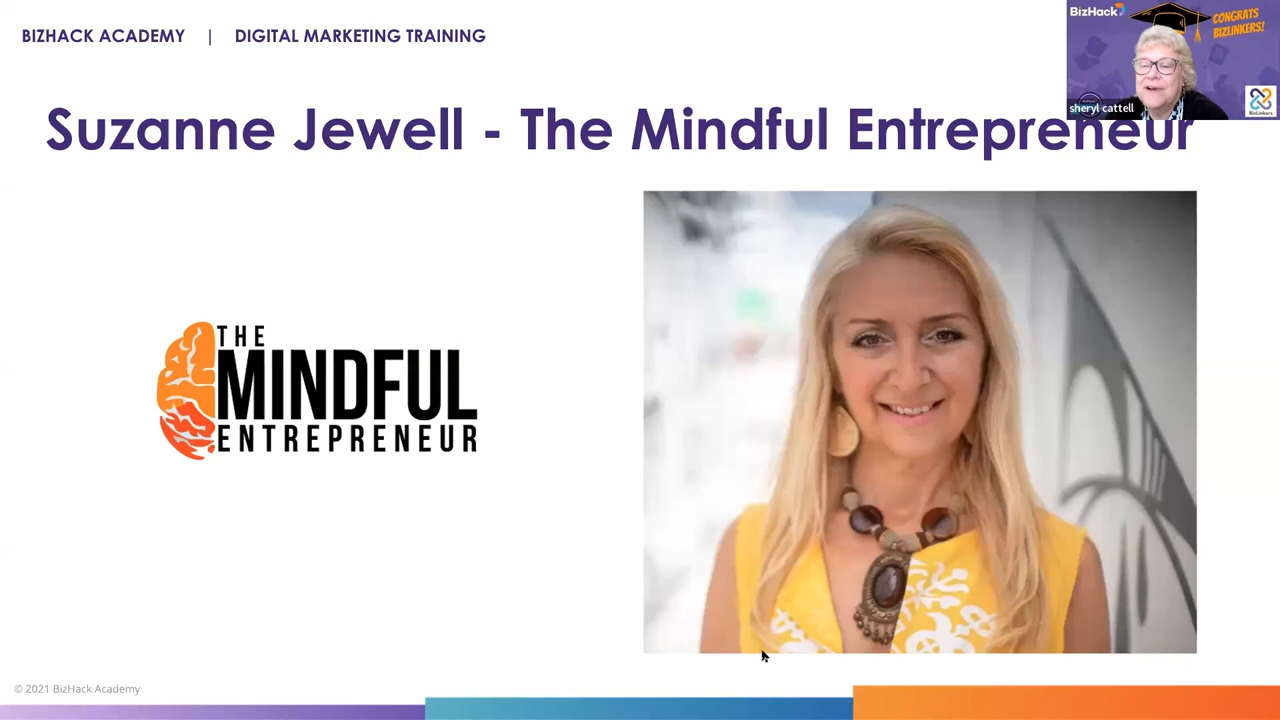 BIZHACK ACADEMY | DIGITAL MARKETING TRAINING
BizHack
CONGRATS
BIZLINKERS!
sheryl cattell
BizLinkers
Suzanne Jewell - The Mindful Entrepreneur
THE
MINDFUL
ENTREPRENEUR
© 2021 BizHack Academy